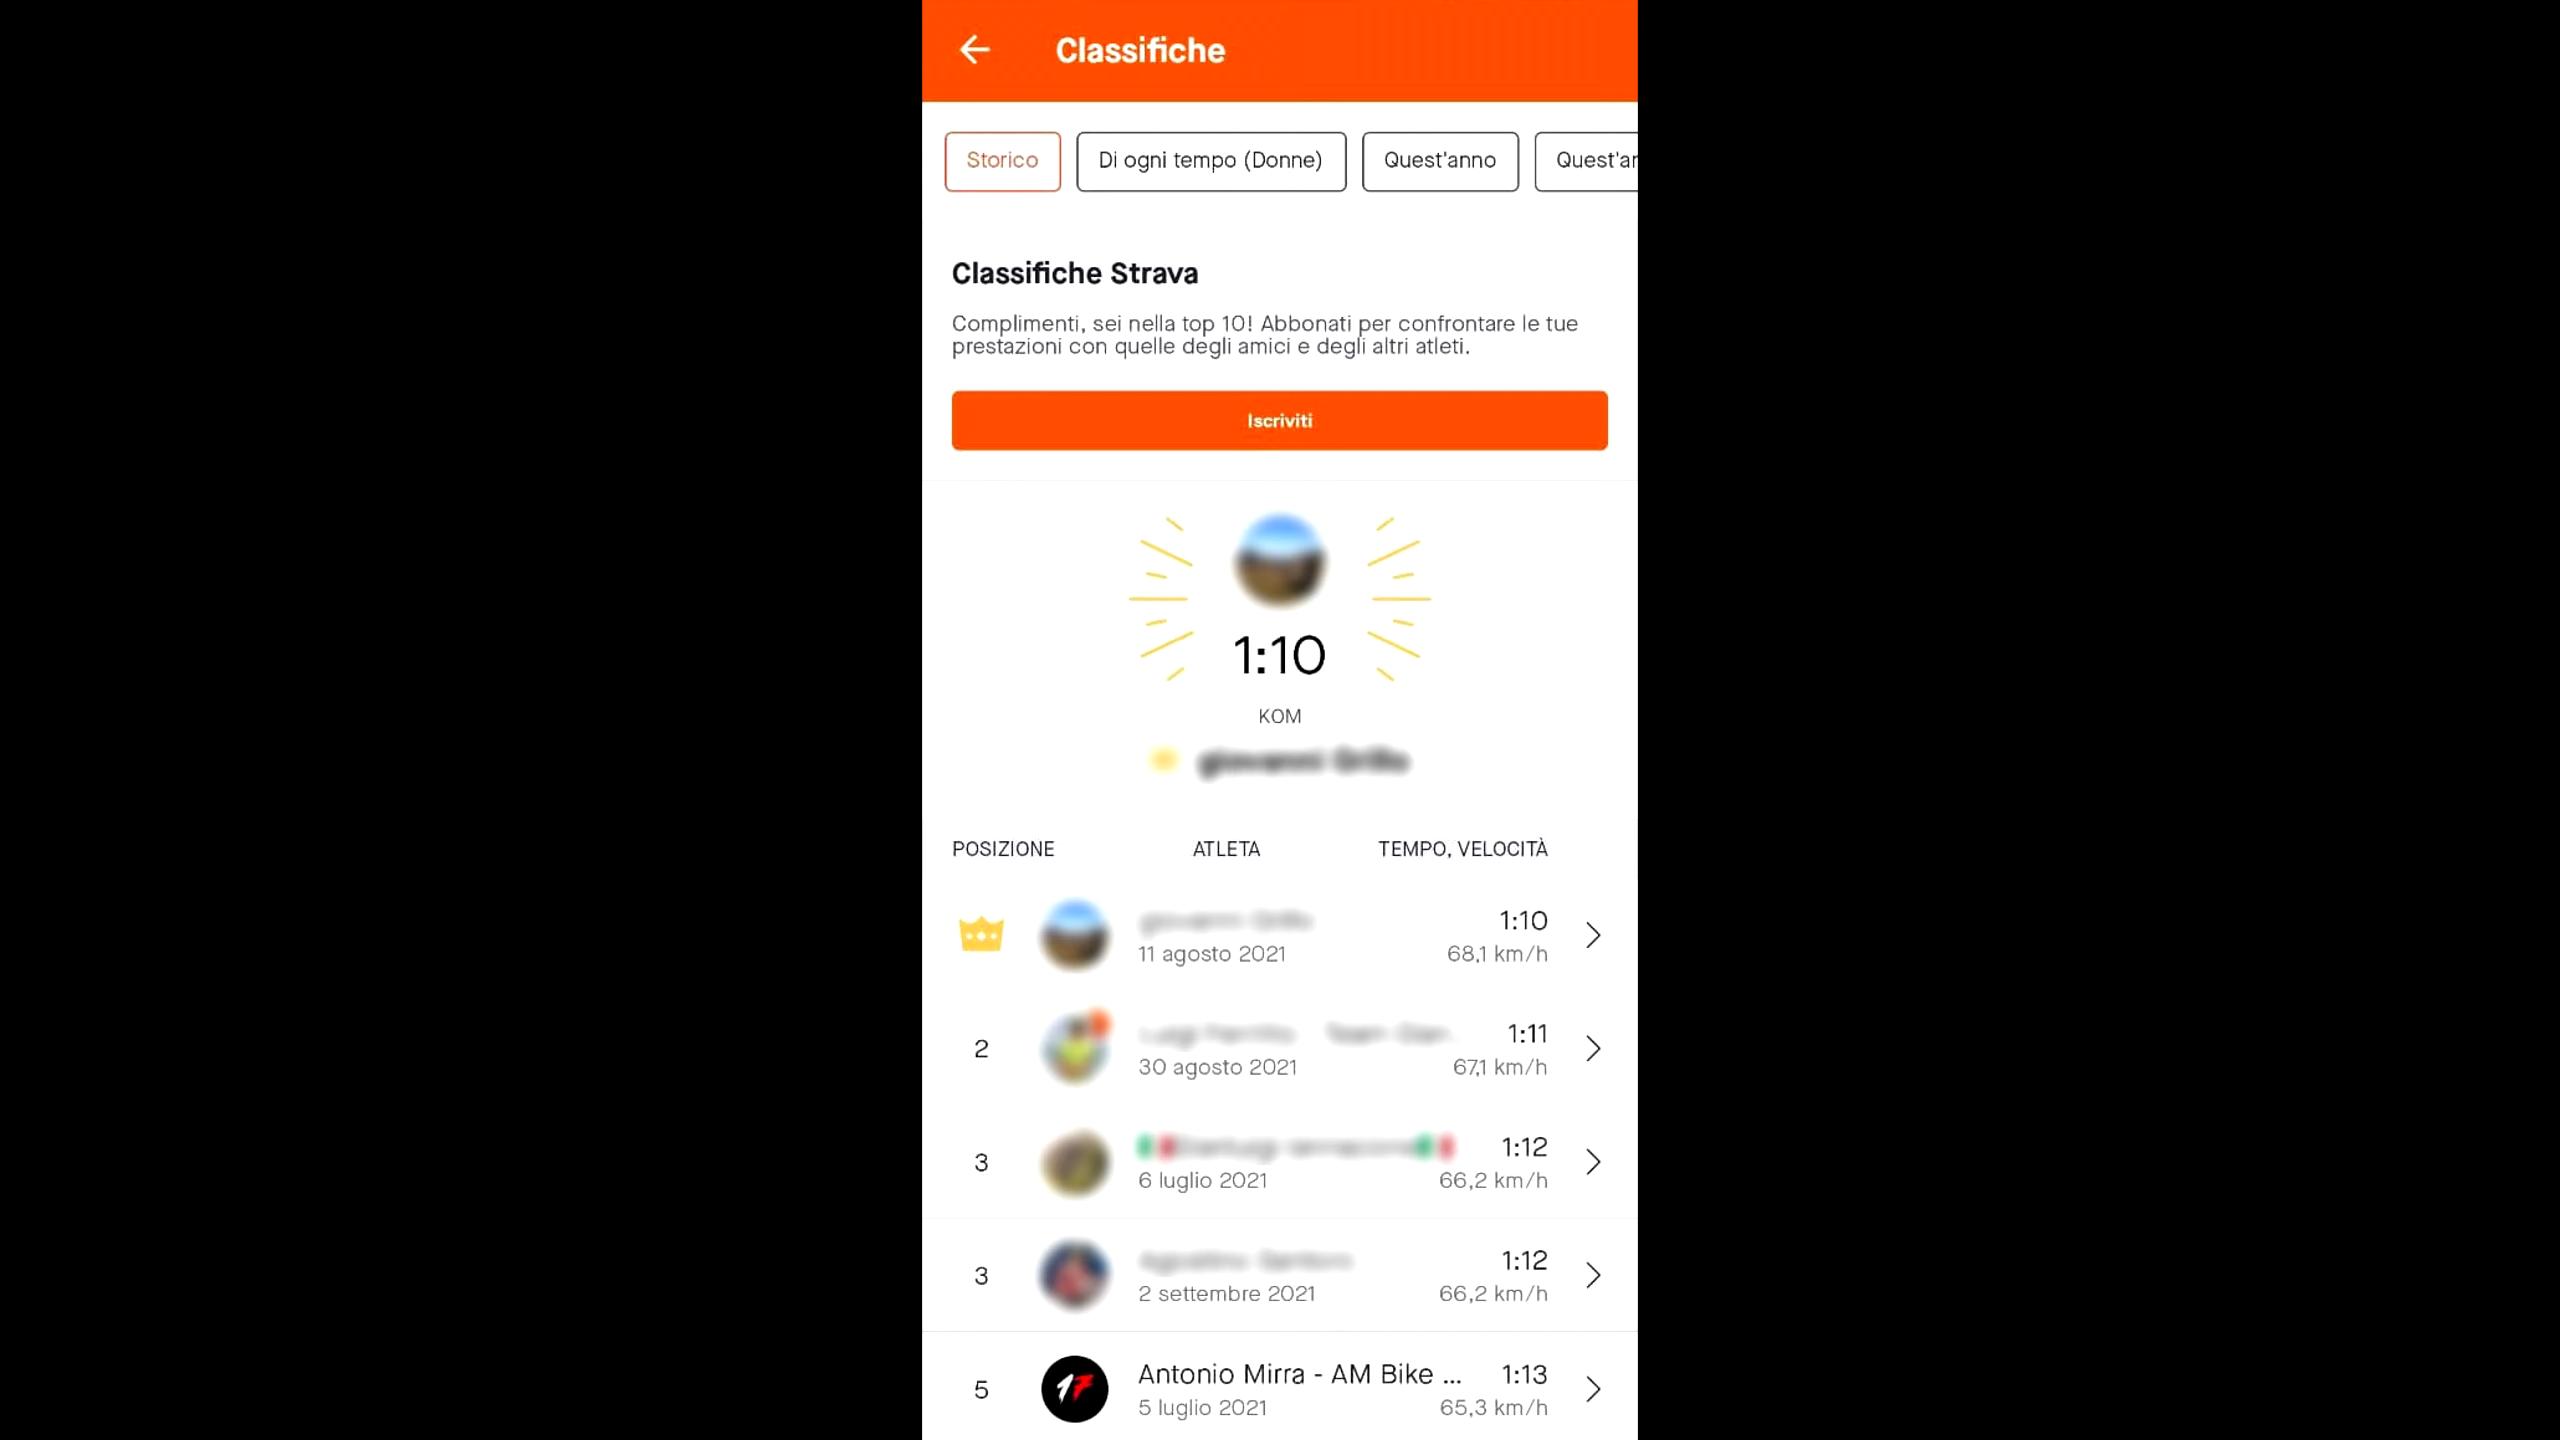 Classifiche
Storico
Di ogni tempo (Donne)
Quest'anno
Quest'ar
Classifiche Strava
Complimenti, sei nella top 10! Abbonati per confrontare le tue
prestazioni con quelle degli amici e degli altri atleti.
Iscriviti
1:10
KOM
POSIZIONE ATLETA TEMPO, VELOCITÀ
1:10
11 agosto 2021 68,1 km/h
2 1:11
30 agosto 2021 67,1 km/h
3 1:12
6 luglio 2021 66,2 km/h
3 1:12
2 settembre 2021 66,2 km/h
5 Antonio Mirra - AM Bike ... 1:13
5 luglio 2021 65,3 km/h